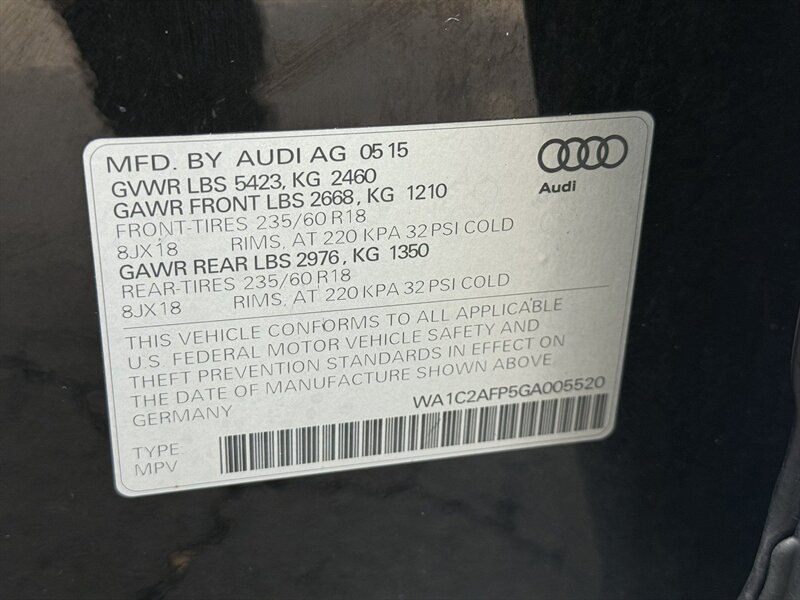 MFD. BY AUDI AG 05 15
GVWR LBS 5423, KG 2460
GAWR FRONT LBS 2668, KG 1210
FRONT-TIRES 235/60 R18
8JX18 RIMS, AT 220 KPA 32 PSI COLD
GAWR REAR LBS 2976, KG 1350
REAR-TIRES 235/60 R18
8JX18 RIMS, AT 220 KPA 32 PSI COLD
Audi
THIS VEHICLE CONFORMS TO ALL APPLICABLE
U.S. FEDERAL MOTOR VEHICLE SAFETY AND
THEFT PREVENTION STANDARDS IN EFFECT ON
THE DATE OF MANUFACTURE SHOWN ABOVE.
GERMANY WA1C2AFP5GA005520
TYPE:
MPV